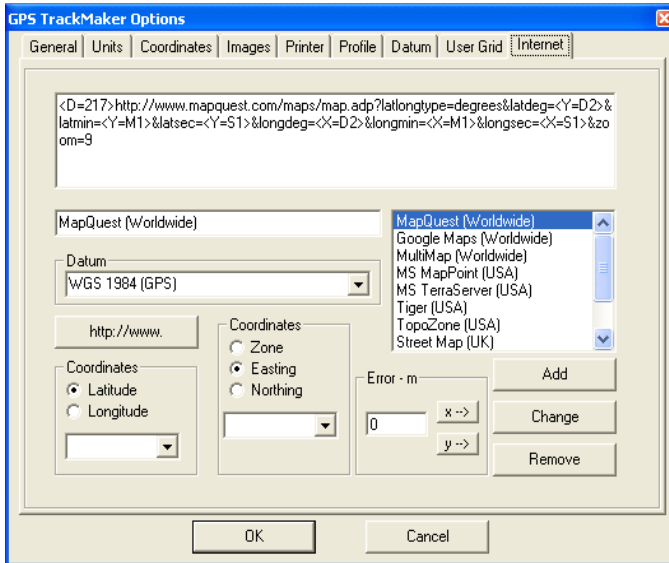 GPS TrackMaker Options
General Units Coordinates Images Printer Profile Datum User Grid Internet
<D=217>http://www.mapquest.com/maps/map.adp?latlongtype=degrees&latdeg=<Y=D2>&
latmin=<Y=M1>&latsec=<Y=S1>&longdeg=<X=D2>&longmin=<X=M1>&longsec=<X=S1>&zo
om=9
MapQuest (Worldwide)
Datum
WGS 1984 (GPS)
MapQuest (Worldwide)
Google Maps (Worldwide)
MultiMap (Worldwide)
MS MapPoint (USA)
MS TerraServer (USA)
Tiger (USA)
TopoZone (USA)
Street Map (UK)
http://www.
Coordinates
Latitude
Longitude
Coordinates
Zone
Easting
Northing
Error - m
0
x -->
y -->
Add
Change
Remove
OK
Cancel